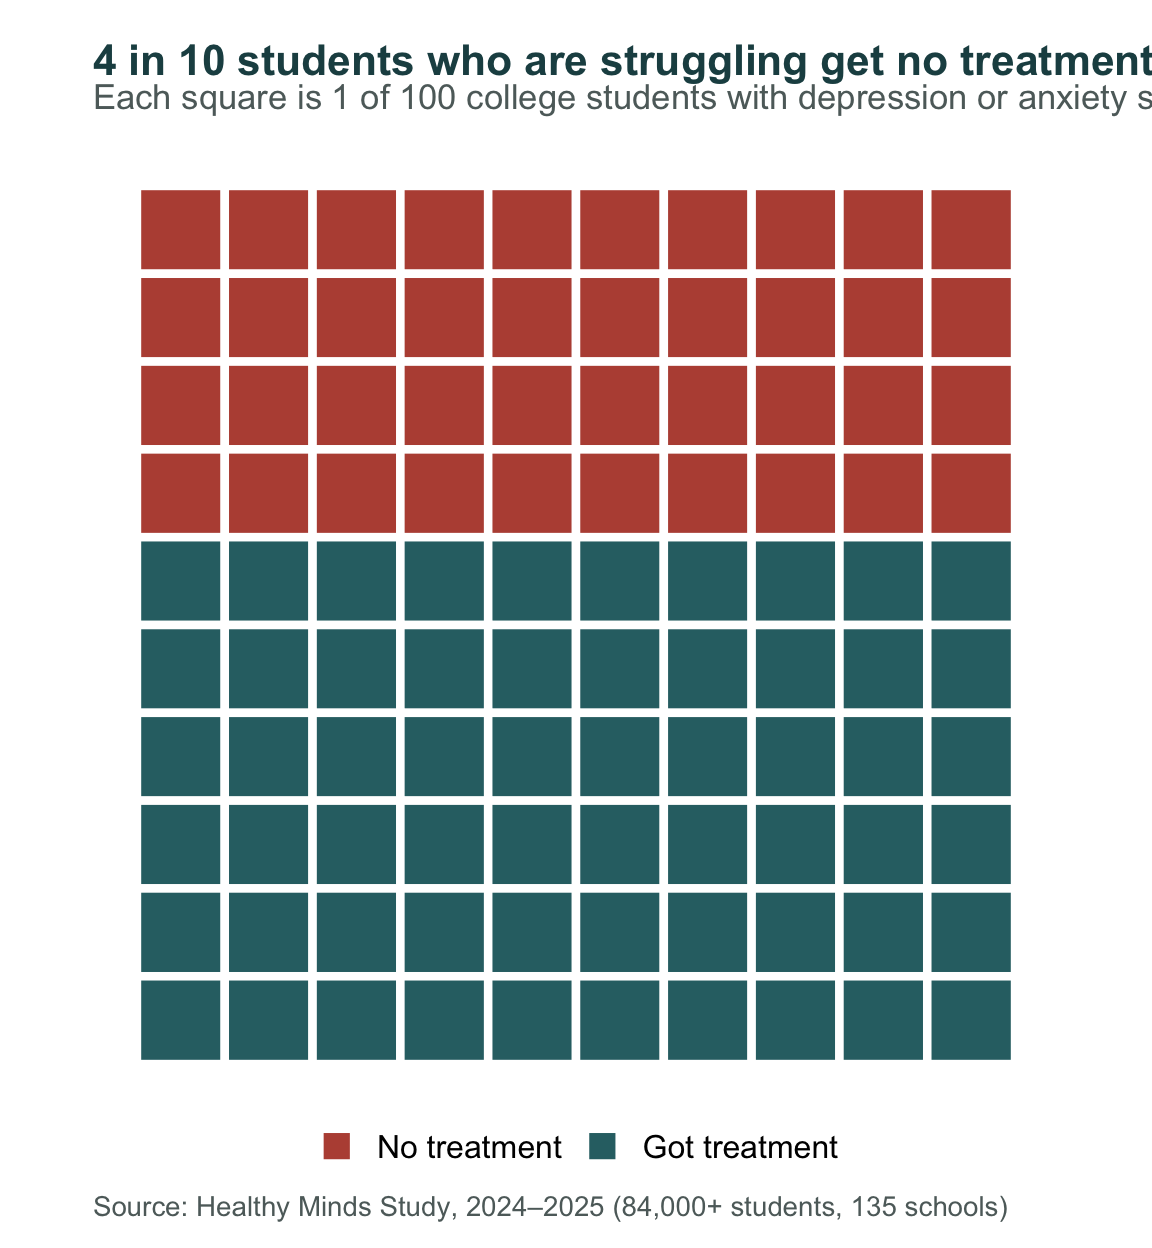 4 in 10 students who are struggling get no treatment
Each square is 1 of 100 college students with depression or anxiety s
No treatment
Got treatment
Source: Healthy Minds Study, 2024–2025 (84,000+ students, 135 schools)